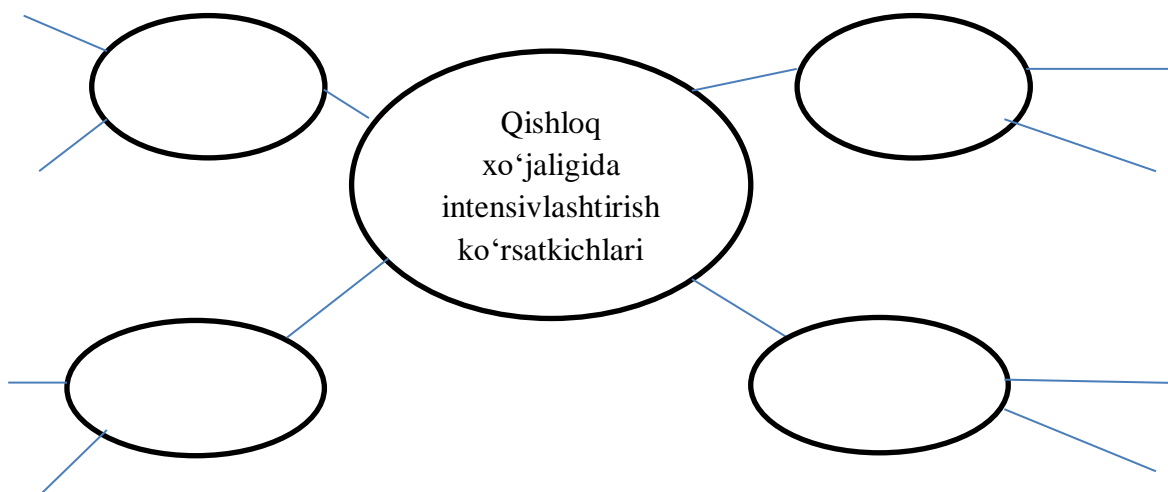 Qishloq
xo‘jaligida
intensivlashtirish
ko‘rsatkichlari